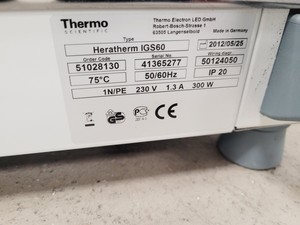 Thermo
SCIENTIFIC
Thermo Electron LED GmbH
Robert-Bosch-Strasse 1
63505 Langenselbold
Type
Made in Germany
Heratherm IGS60
2012/05/25
Order Code
Serial No.
Wiring diagr.
51028130
41365277
50124050
75°C
50/60Hz
IP 20
1N/PE 230 V 1.3 A 300 W
CE